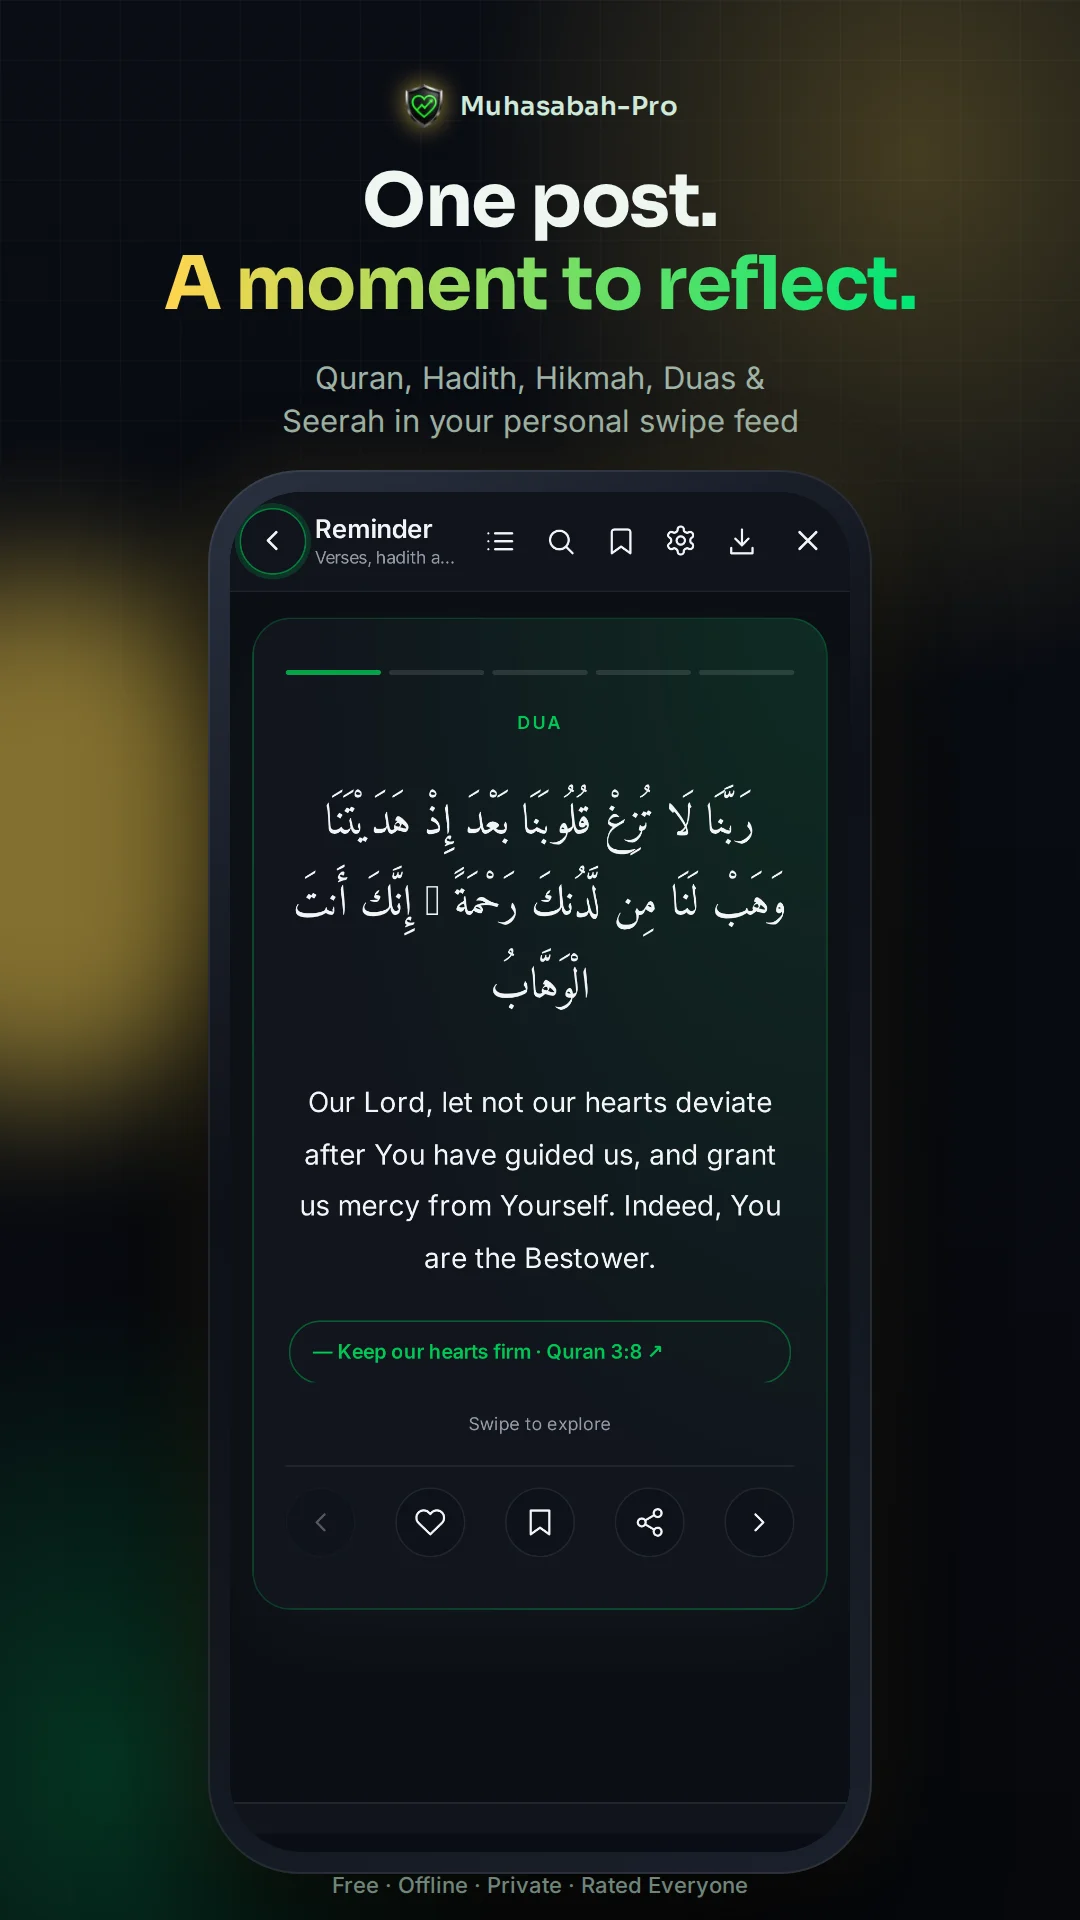 Muhasabah-Pro
One post.
A moment to reflect.
Quran, Hadith, Hikmah, Duas &
Seerah in your personal swipe feed
Reminder
Verses, hadith a...
DUA
رَبَّنَا لَا تُزِغْ قُلُوبَنَا بَعْدَ إِذْ هَدَيْتَنَا
وَهَبْ لَنَا مِن لَّدُنكَ رَحْمَةً ▯ إِنَّكَ أَنتَ
الْوَهَّابُ
Our Lord, let not our hearts deviate
after You have guided us, and grant
us mercy from Yourself. Indeed, You
are the Bestower.
— Keep our hearts firm · Quran 3:8 ↗
Swipe to explore
Free · Offline · Private · Rated Everyone